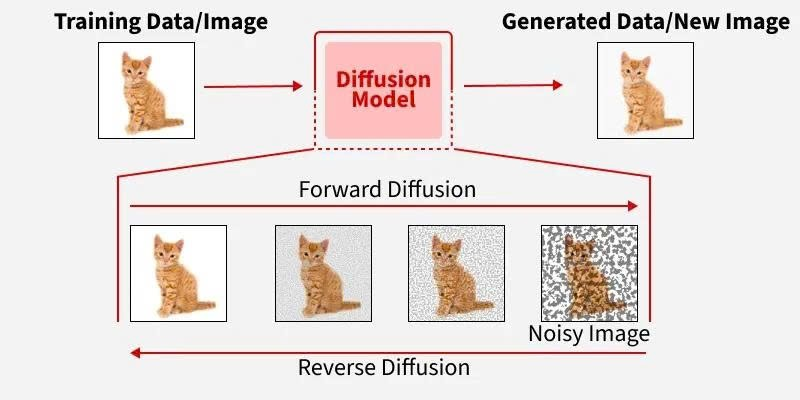 Training Data/Image
Generated Data/New Image
Diffusion
Model
Forward Diffusion
Noisy Image
Reverse Diffusion